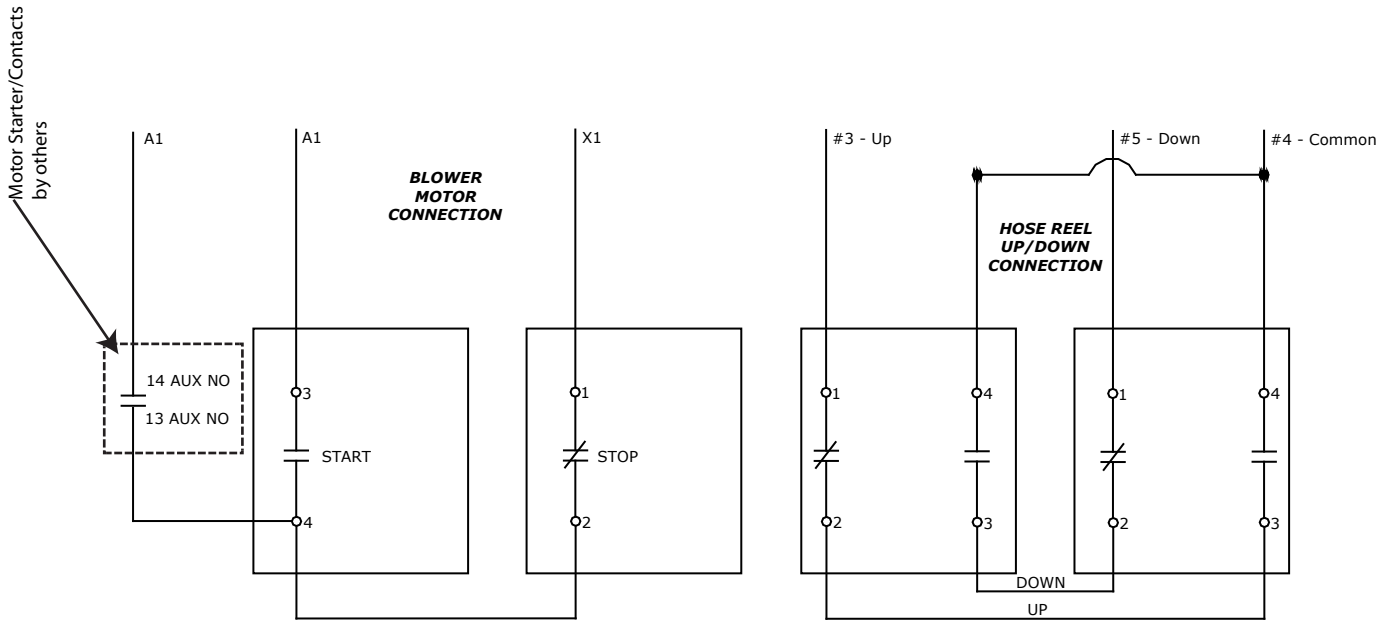 Motor Starter/Contacts
by others
A1
A1
X1
#3 - Up
#5 - Down
#4 - Common
BLOWER
MOTOR
CONNECTION
HOSE REEL
UP/DOWN
CONNECTION
14 AUX NO
13 AUX NO
3
START
4
1
STOP
2
1
2
4
3
1
2
4
3
DOWN
UP